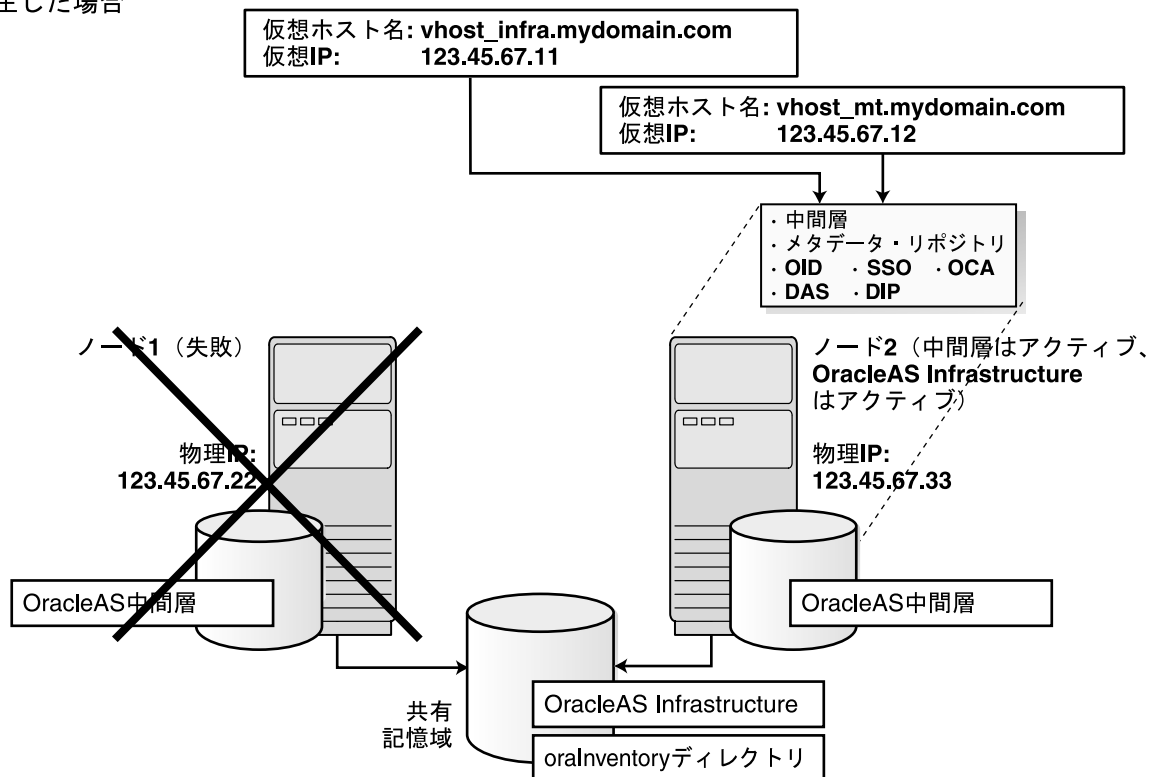 生した場合
仮想ホスト名: vhost_infra.mydomain.com
仮想IP: 123.45.67.11
仮想ホスト名: vhost_mt.mydomain.com
仮想IP: 123.45.67.12
・中間層
・メタデータ・リポジトリ
・OID ・SSO ・OCA
・DAS ・DIP
ノード1（失敗）
物理IP:
123.45.67.22
ノード2（中間層はアクティブ、
OracleAS Infrastructure
はアクティブ）
物理IP:
123.45.67.33
OracleAS中間層
OracleAS中間層
共有
記憶域
OracleAS Infrastructure
oraInventoryディレクトリ